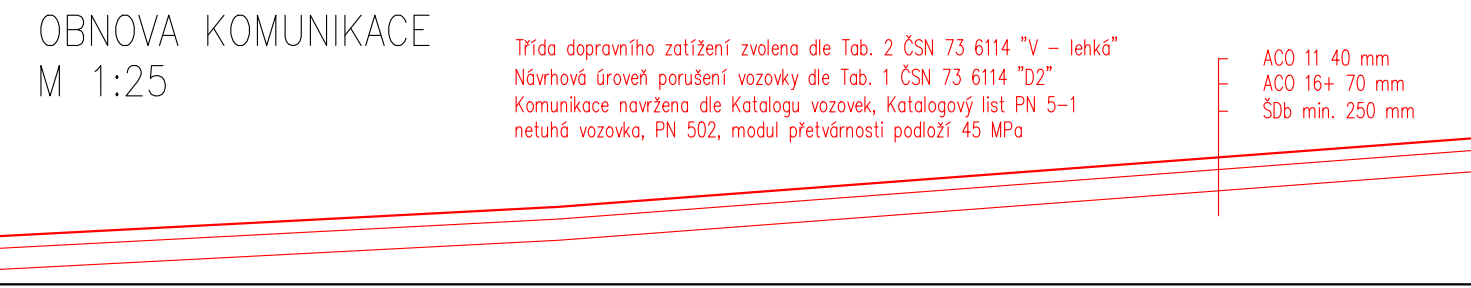 OBNOVA KOMUNIKACE
M 1:25
Třída dopravního zatížení zvolena dle Tab. 2 ČSN 73 6114 "V – lehká"
Návrhová úroveň porušení vozovky dle Tab. 1 ČSN 73 6114 "D2"
Komunikace navržena dle Katalogu vozovek, Katalogový list PN 5–1
netuhá vozovka, PN 502, modul přetvárnosti podloží 45 MPa
ACO 11 40 mm
ACO 16+ 70 mm
ŠDb min. 250 mm